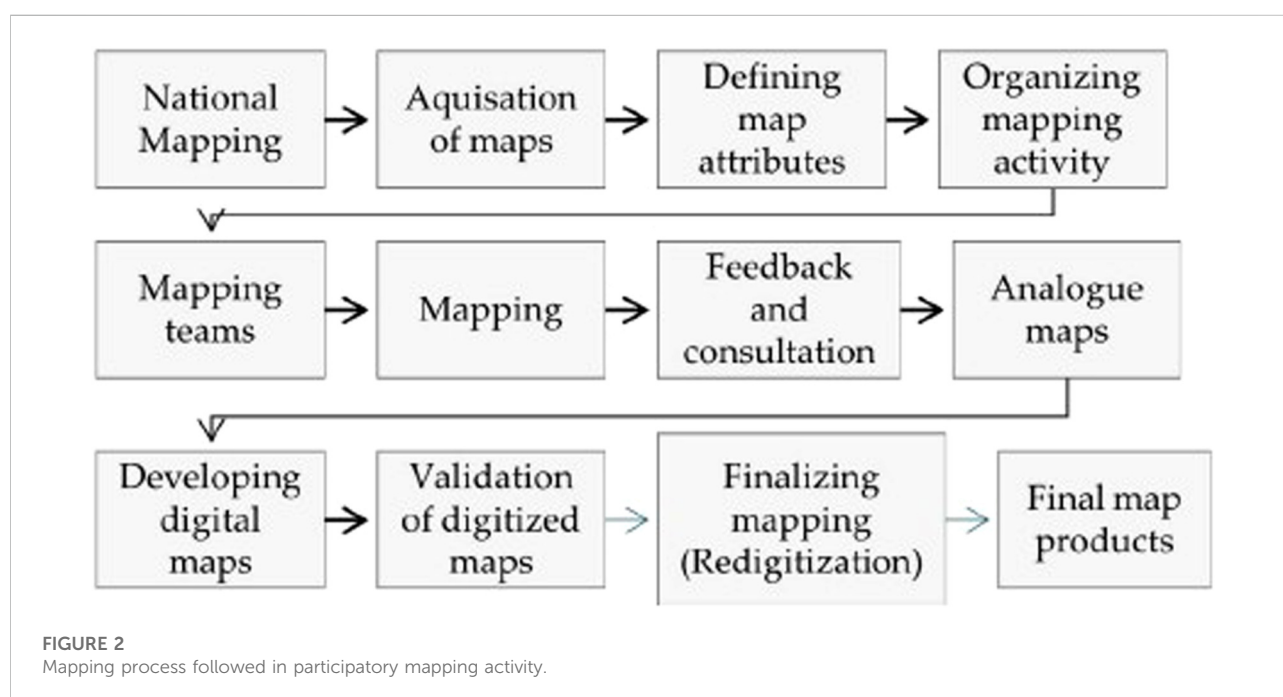 National
Mapping
Aquisation
of maps
Defining
map
attributes
Organizing
mapping
activity
Mapping
teams
Mapping
Feedback
and
consultation
Analogue
maps
Developing
digital
maps
Validation
of digitized
maps
Finalizing
mapping
(Redigitization)
Final map
products
FIGURE 2
Mapping process followed in participatory mapping activity.